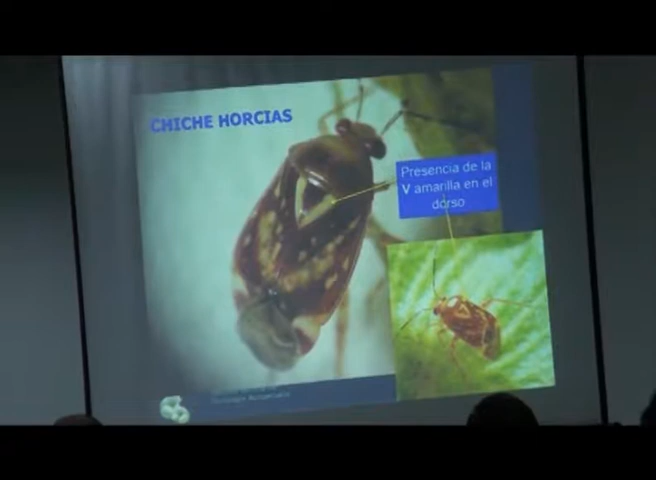 CHICHE HORCIAS
Presencia de la
V amarilla en el
dorso